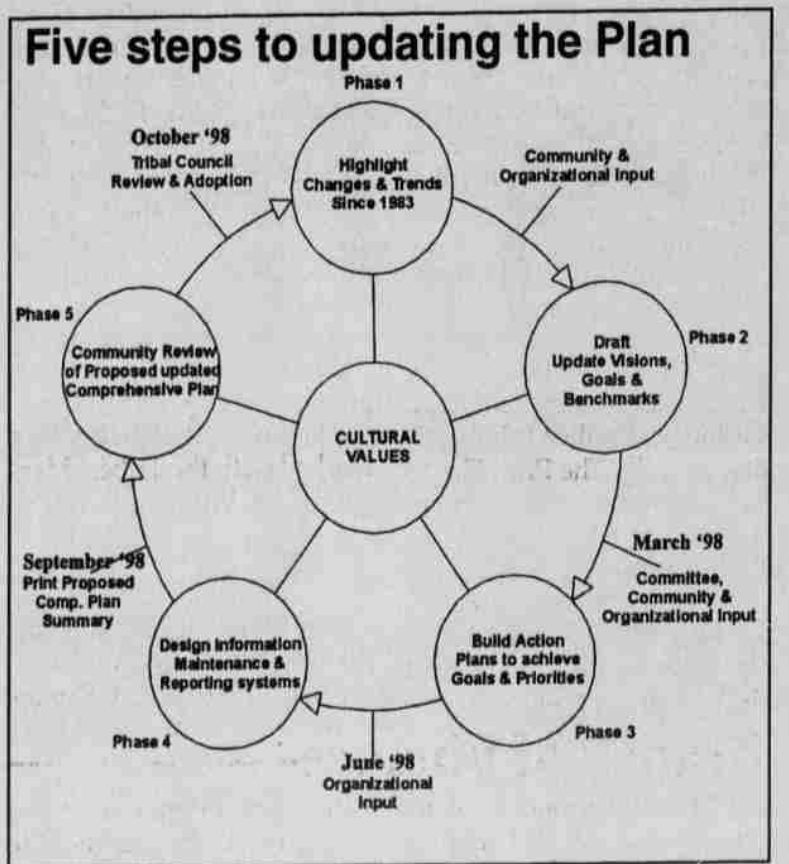 Five steps to updating the Plan
Phase 1
Highlight
Changes & Trends
Since 1983
Community &
Organizational Input
Phase 2
Draft
Update Visions,
Goals &
Benchmarks
March '98
Committee,
Community &
Organizational Input
Build Action
Plans to achieve
Goals & Priorities
Phase 3
June '98
Organizational
Input
Design Information
Maintenance &
Reporting systems
Phase 4
September '98
Print Proposed
Comp. Plan
Summary
Phase 5
Community Review
of Proposed updated
Comprehensive Plan
October '98
Tribal Council
Review & Adoption
CULTURAL
VALUES